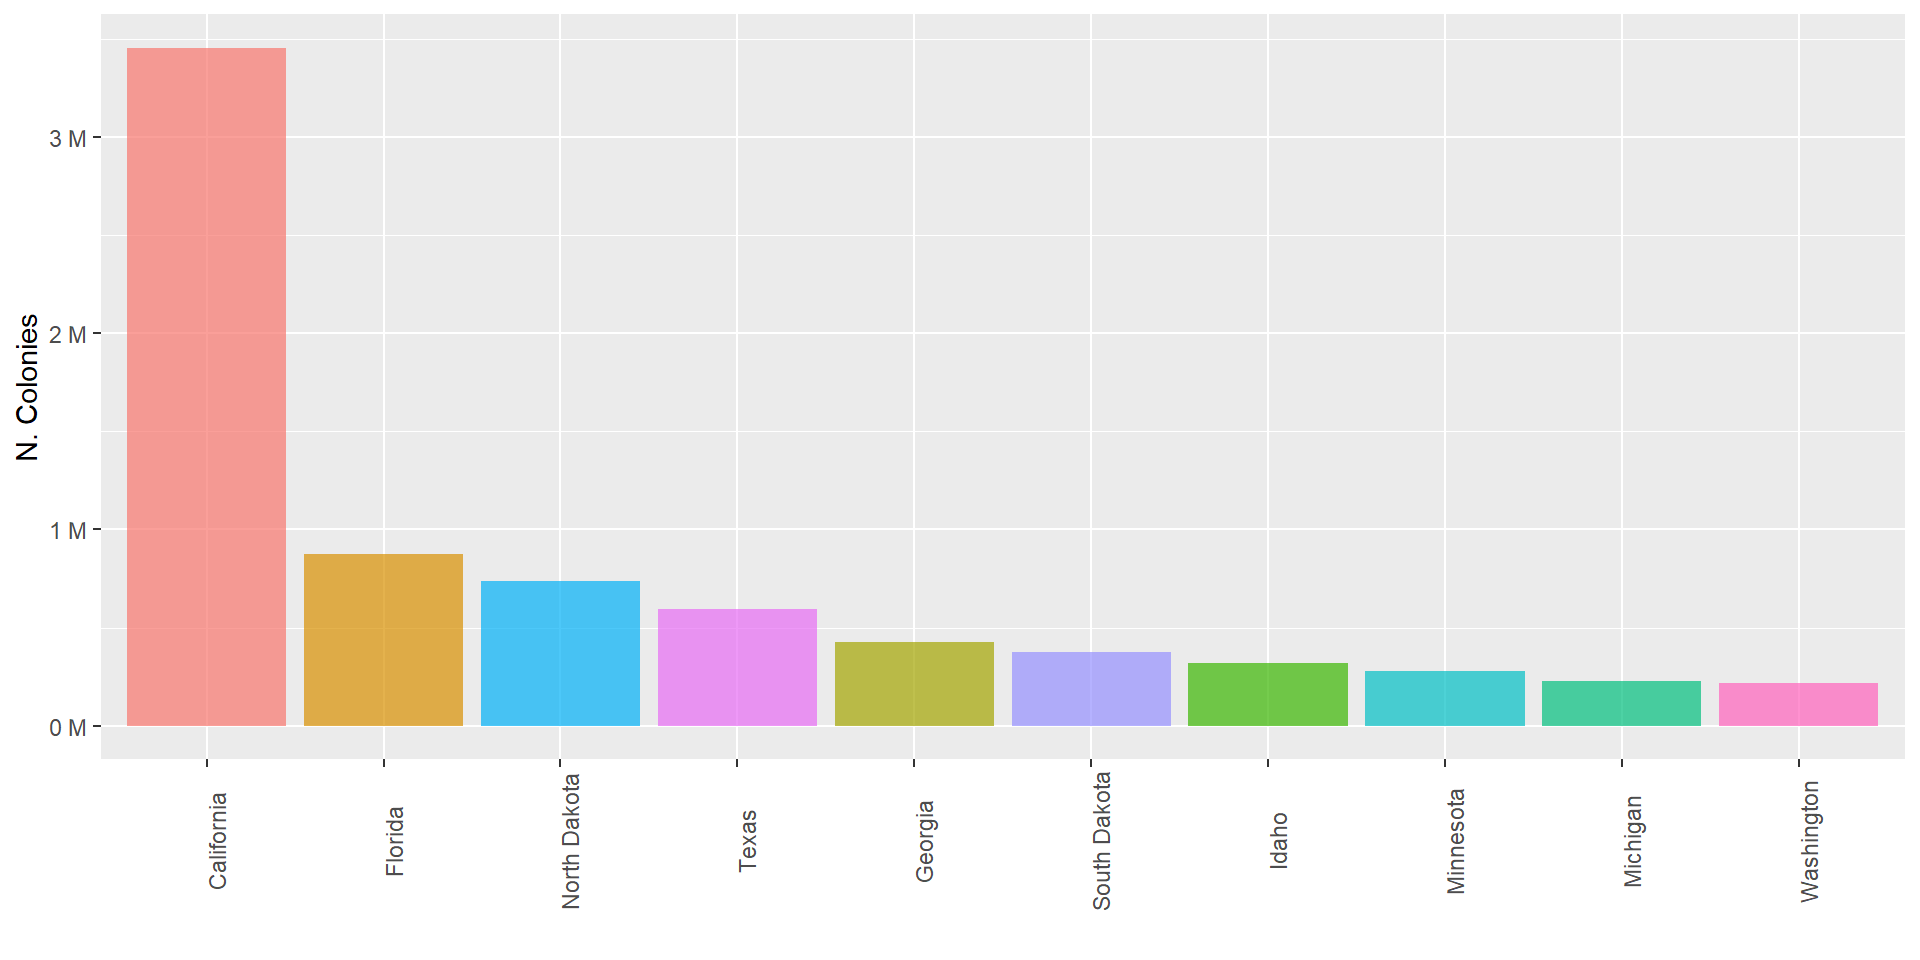 N. Colonies
3 M
2 M
1 M
0 M
California
Florida
North Dakota
Texas
Georgia
South Dakota
Idaho
Minnesota
Michigan
Washington